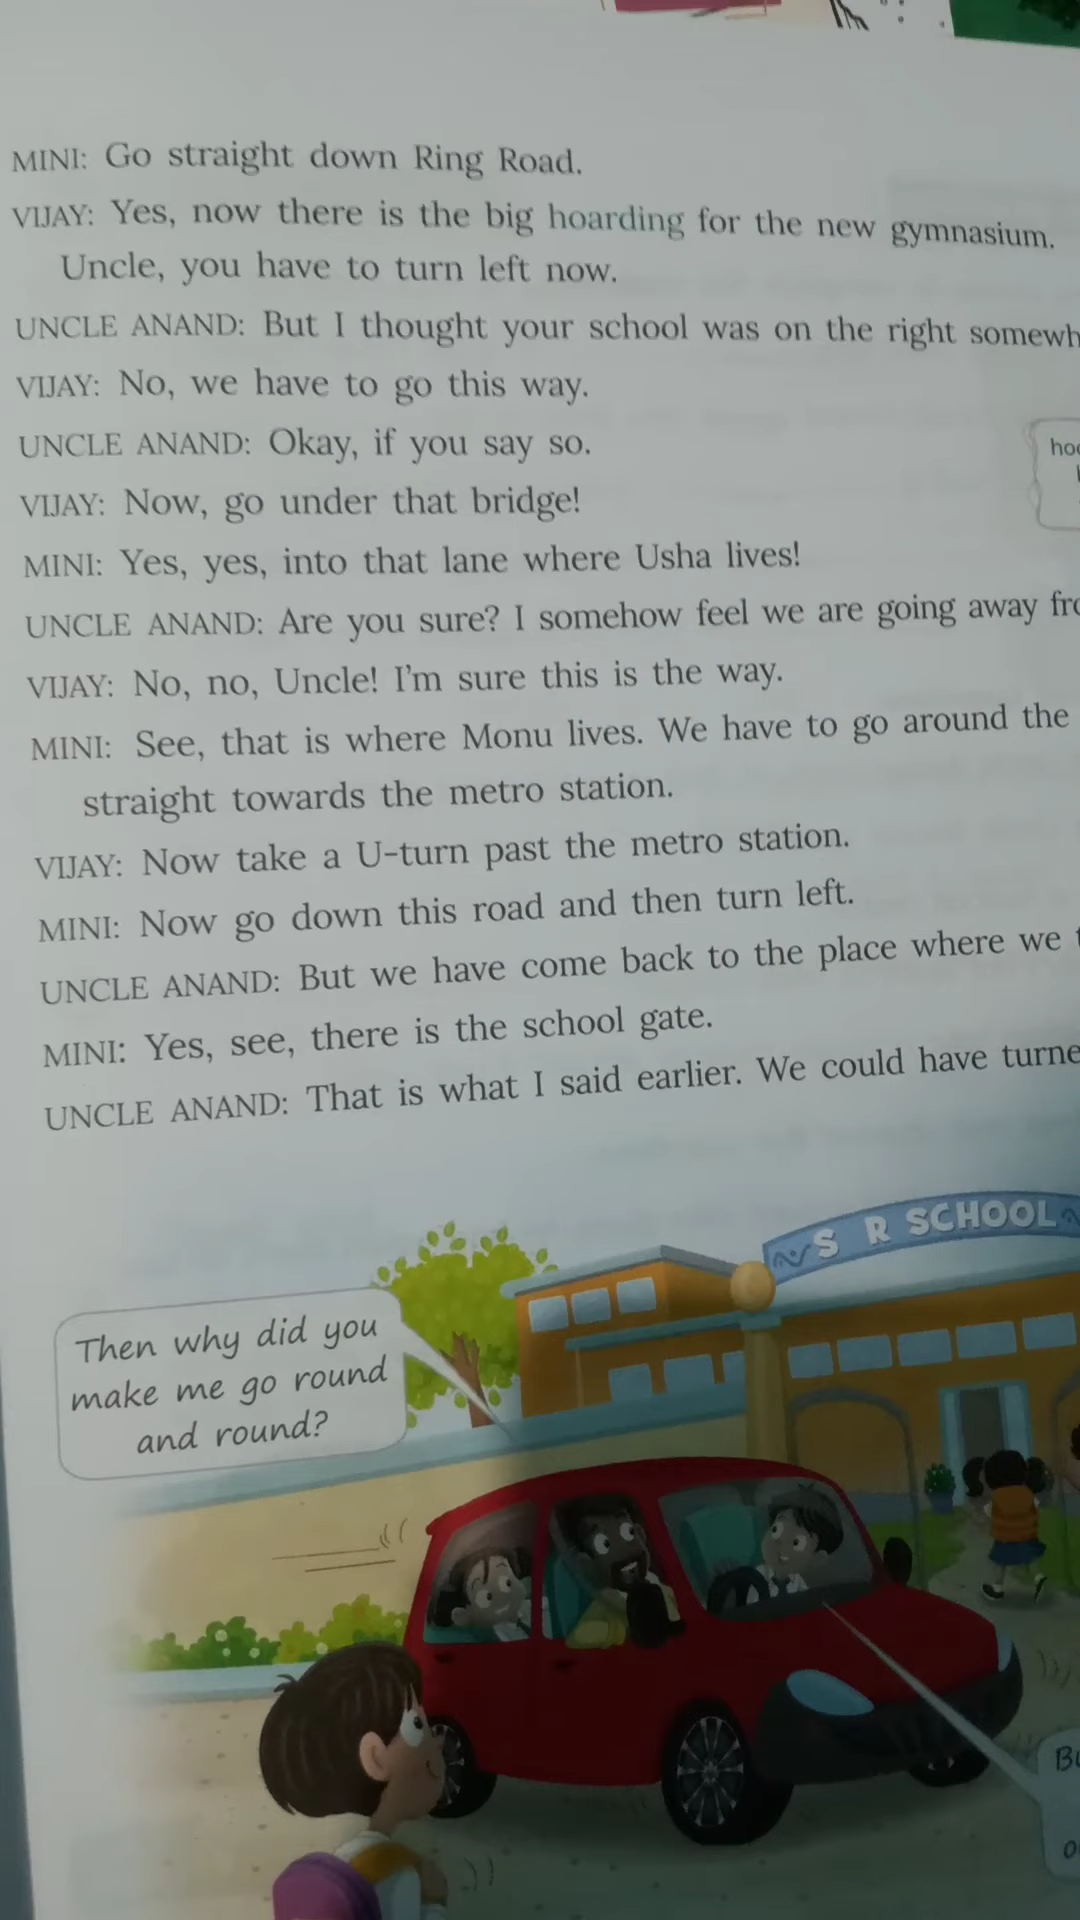 MINI: Go straight down Ring Road.
VIJAY: Yes, now there is the big hoarding for the new gymnasium.
Uncle, you have to turn left now.
UNCLE ANAND: But I thought your school was on the right
VIJAY: No, we have to go this way.
UNCLE ANAND: Okay, if you say so.
VIJAY: Now, go under that bridge!
MINI: Yes, yes, into that lane where Usha lives!
UNCLE ANAND: Are you sure? I somehow feel we are going away
VIJAY: No, no, Uncle! I'm sure this is the way.
MINI: See, that is where Monu lives. We have to go around the
straight towards the metro station.
VIJAY: Now take a U-turn past the metro station.
MINI: Now go down this road and then turn left.
UNCLE ANAND: But we have come back to the place where we
MINI: Yes, see, there is the school gate.
UNCLE ANAND: That is what I said earlier. We could have
S R SCHOOL
Then why did you
make me go round
and round?